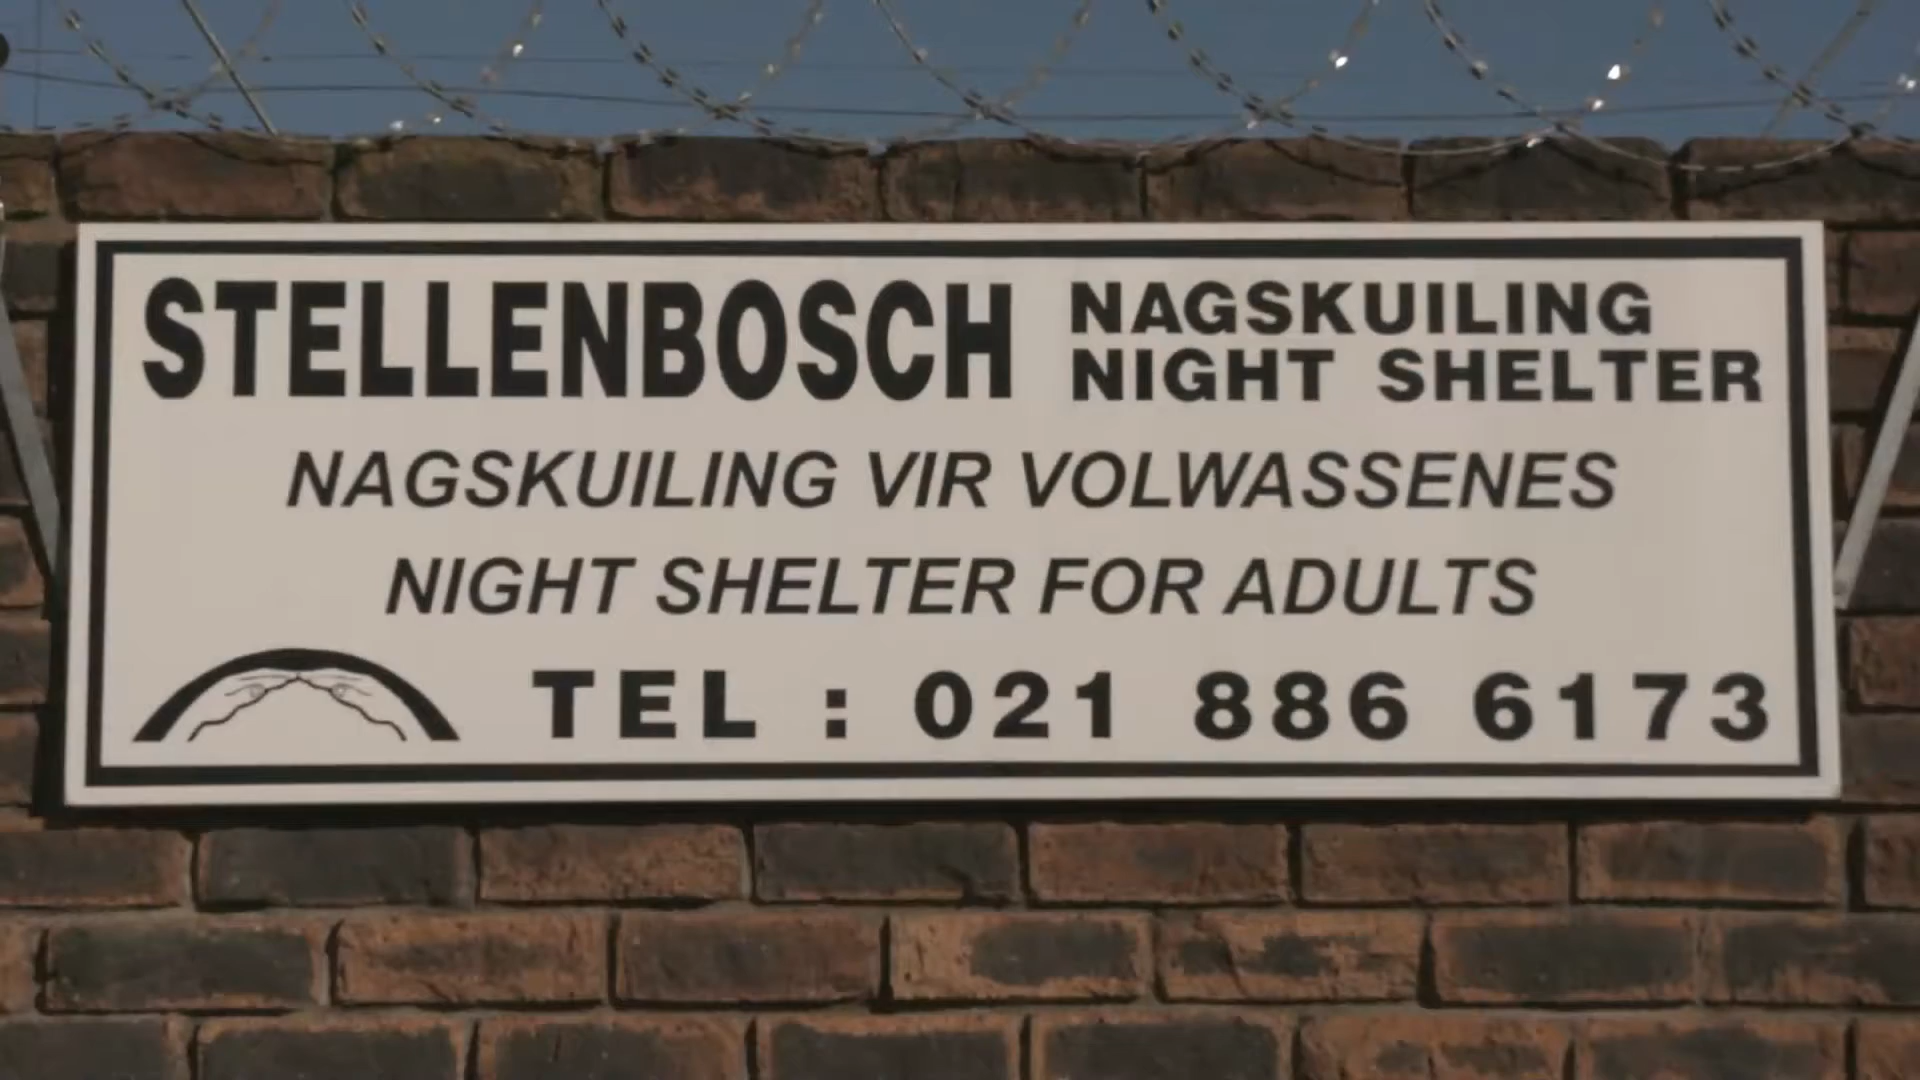 STELLENBOSCH NAGSKUILING
NIGHT SHELTER
NAGSKUILING VIR VOLWASSENES
NIGHT SHELTER FOR ADULTS
TEL : 021 886 6173